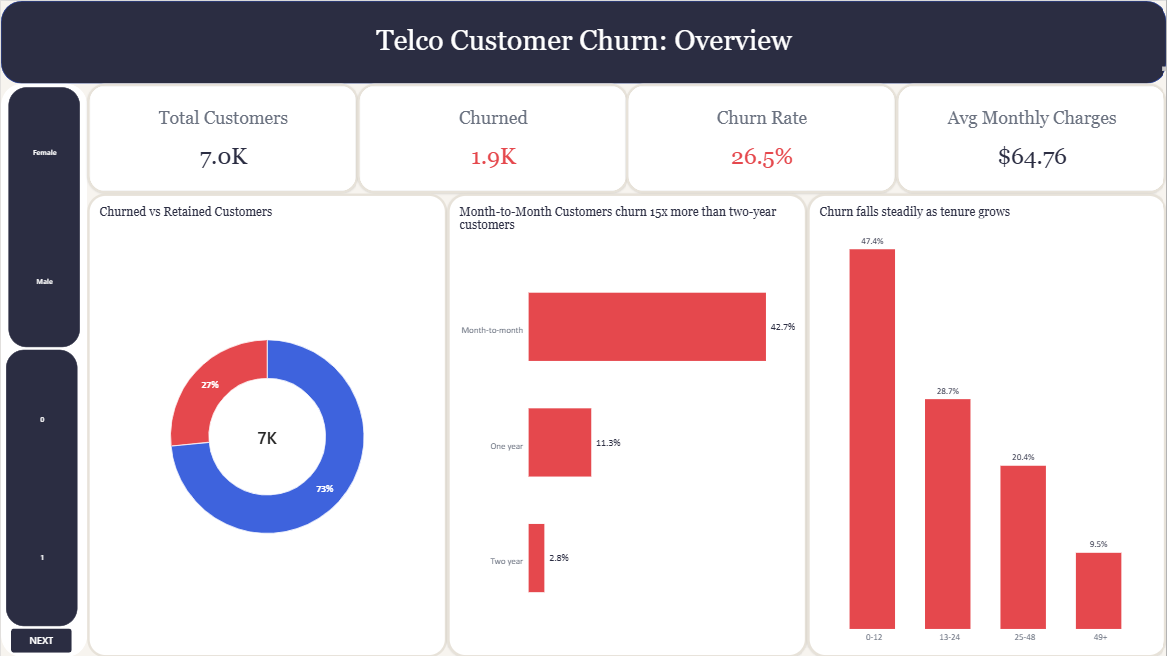 Telco Customer Churn: Overview
Female
Male
0
1
NEXT
Total Customers
7.0K
Churned
1.9K
Churn Rate
26.5%
Avg Monthly Charges
$64.76
Churned vs Retained Customers
27%
7K
73%
Month-to-Month Customers churn 15x more than two-year
customers
Month-to-month
42.7%
One year
11.3%
Two year
2.8%
Churn falls steadily as tenure grows
47.4%
28.7%
20.4%
9.5%
0-12
13-24
25-48
49+